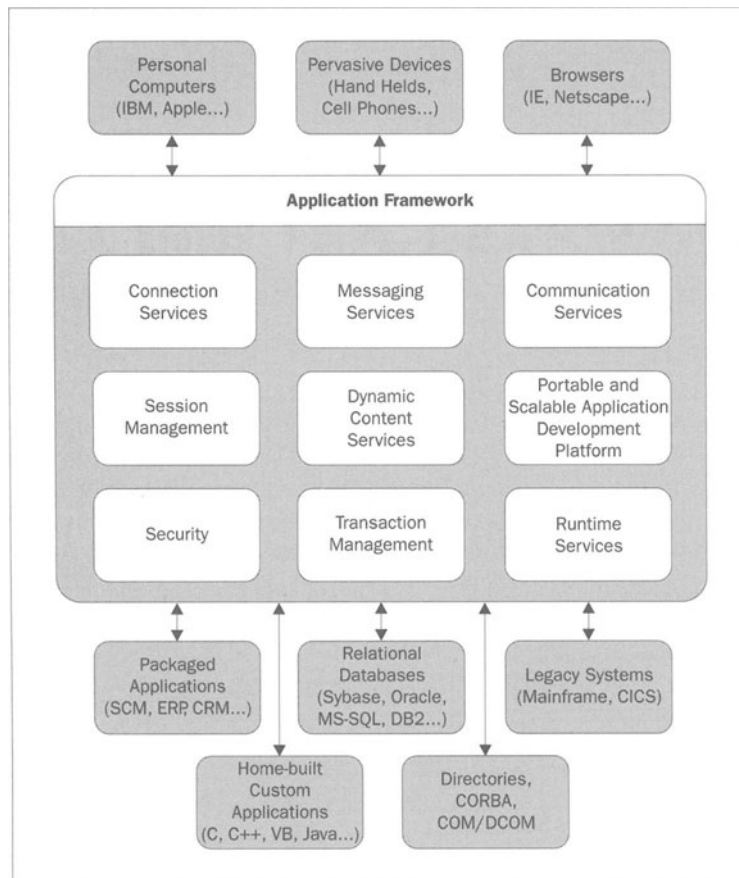 Personal
Computers
(IBM, Apple...)
Pervasive Devices
(Hand Helds,
Cell Phones...)
Browsers
(IE, Netscape...)
Application Framework
Connection
Services
Messaging
Services
Communication
Services
Session
Management
Dynamic
Content
Services
Portable and
Scalable Application
Development
Platform
Security
Transaction
Management
Runtime
Services
Packaged
Applications
(SCM, ERP, CRM...)
Relational
Databases
(Sybase, Oracle,
MS-SQL, DB2...)
Legacy Systems
(Mainframe, CICS)
Home-built
Custom
Applications
(C, C++, VB, Java...)
Directories,
CORBA,
COM/DCOM